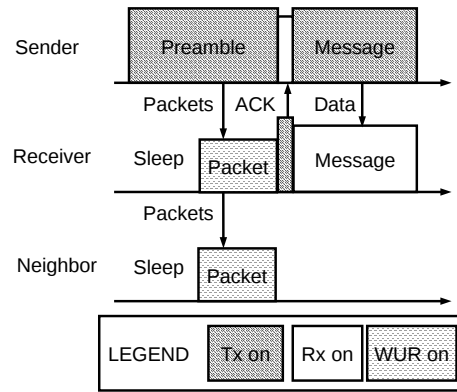 Sender
Preamble
Message
Packets
ACK
Data
Receiver
Sleep
Packet
Message
Packets
Neighbor
Sleep
Packet
LEGEND
Tx on
Rx on
WUR on